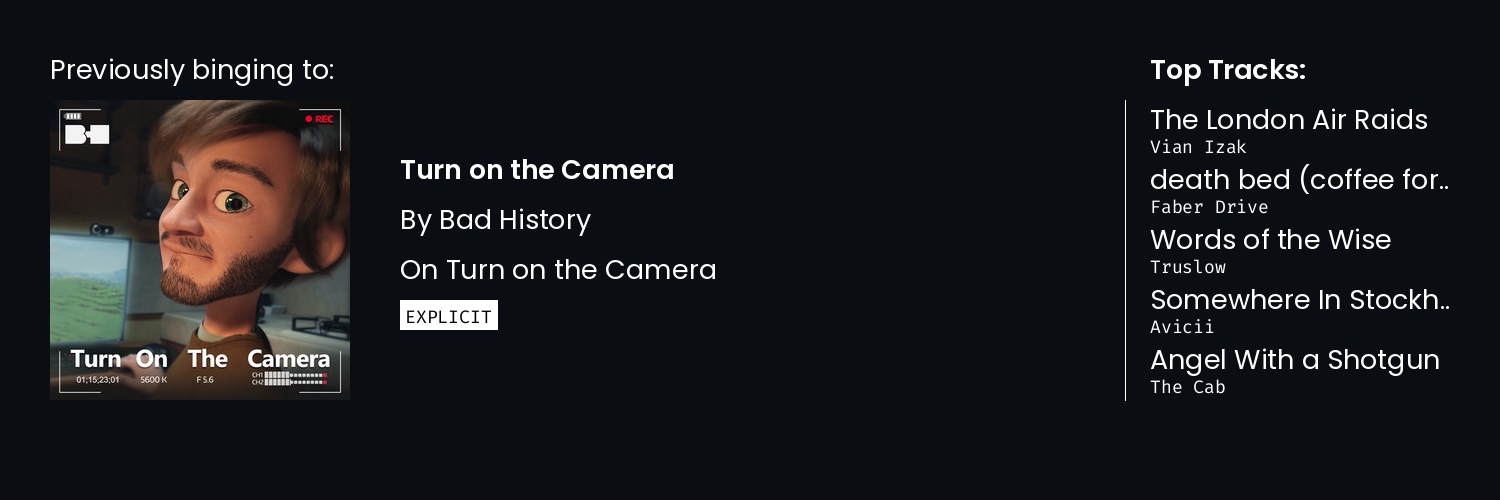 Previously binging to:
B-H
REC
Turn On The Camera
01;15;23;01 5600 K F 5.6
CH1
CH2
Turn on the Camera
By Bad History
On Turn on the Camera
EXPLICIT
Top Tracks:
The London Air Raids
Vian Izak
death bed (coffee for..
Faber Drive
Words of the Wise
Truslow
Somewhere In Stockh..
Avicii
Angel With a Shotgun
The Cab